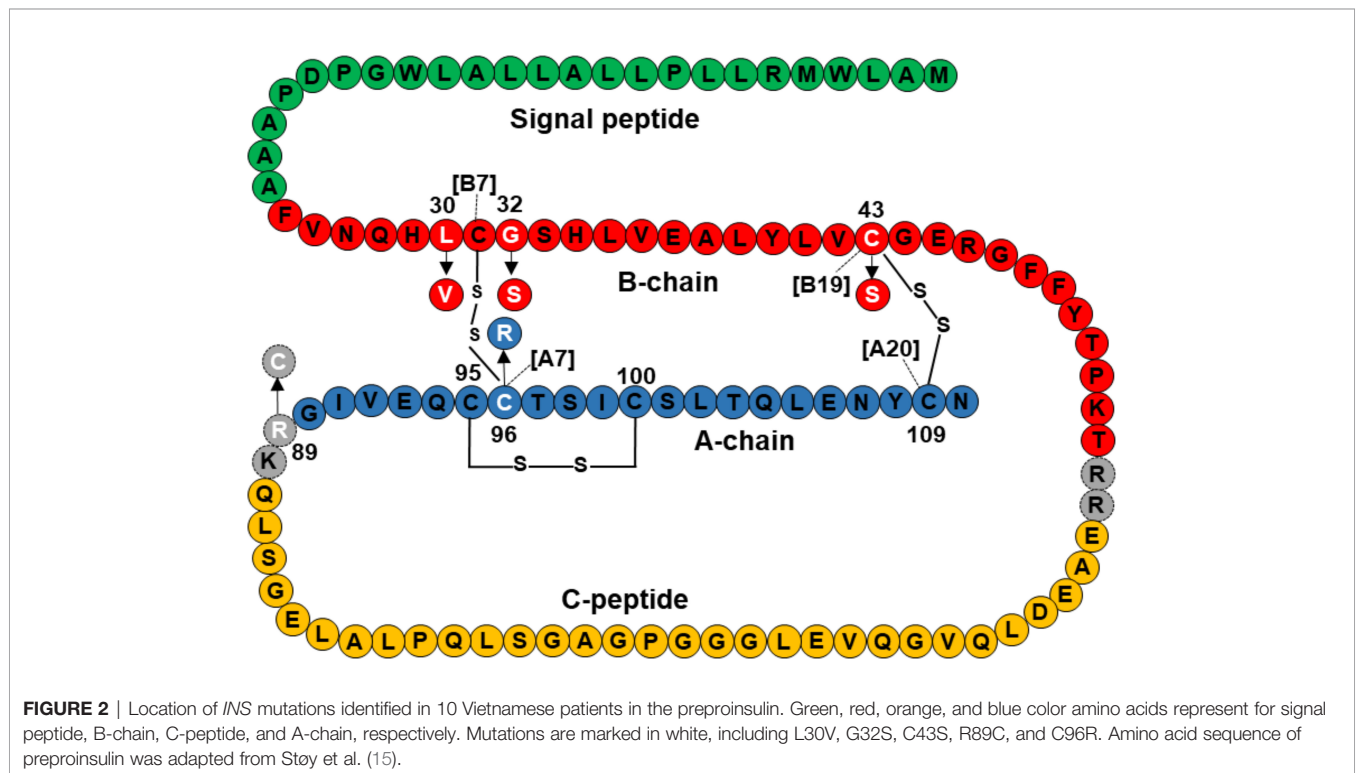 D P G W L A L L A L L P L L R M W L A M
P
A
A
A
Signal peptide
[B7]
30 32 43
F V N Q H L C G S H L V E A L Y L V C G E R G F F Y T P K T
B-chain
[B19]
V S S
S
S
S
S
R
[A7]
[A20]
C
95 100
G I V E Q C C T S I C S L T Q L E N Y C N
R
89
96
A-chain
109
K
S S
R
R
Q
L
S
G
E
E
A
E
D
C-peptide
L A L P Q L S G A G P G G G L E V Q G V Q L
FIGURE 2 | Location of INS mutations identified in 10 Vietnamese patients in the preproinsulin. Green, red, orange, and blue color amino acids represent for signal
peptide, B-chain, C-peptide, and A-chain, respectively. Mutations are marked in white, including L30V, G32S, C43S, R89C, and C96R. Amino acid sequence of
preproinsulin was adapted from Støy et al. (15).